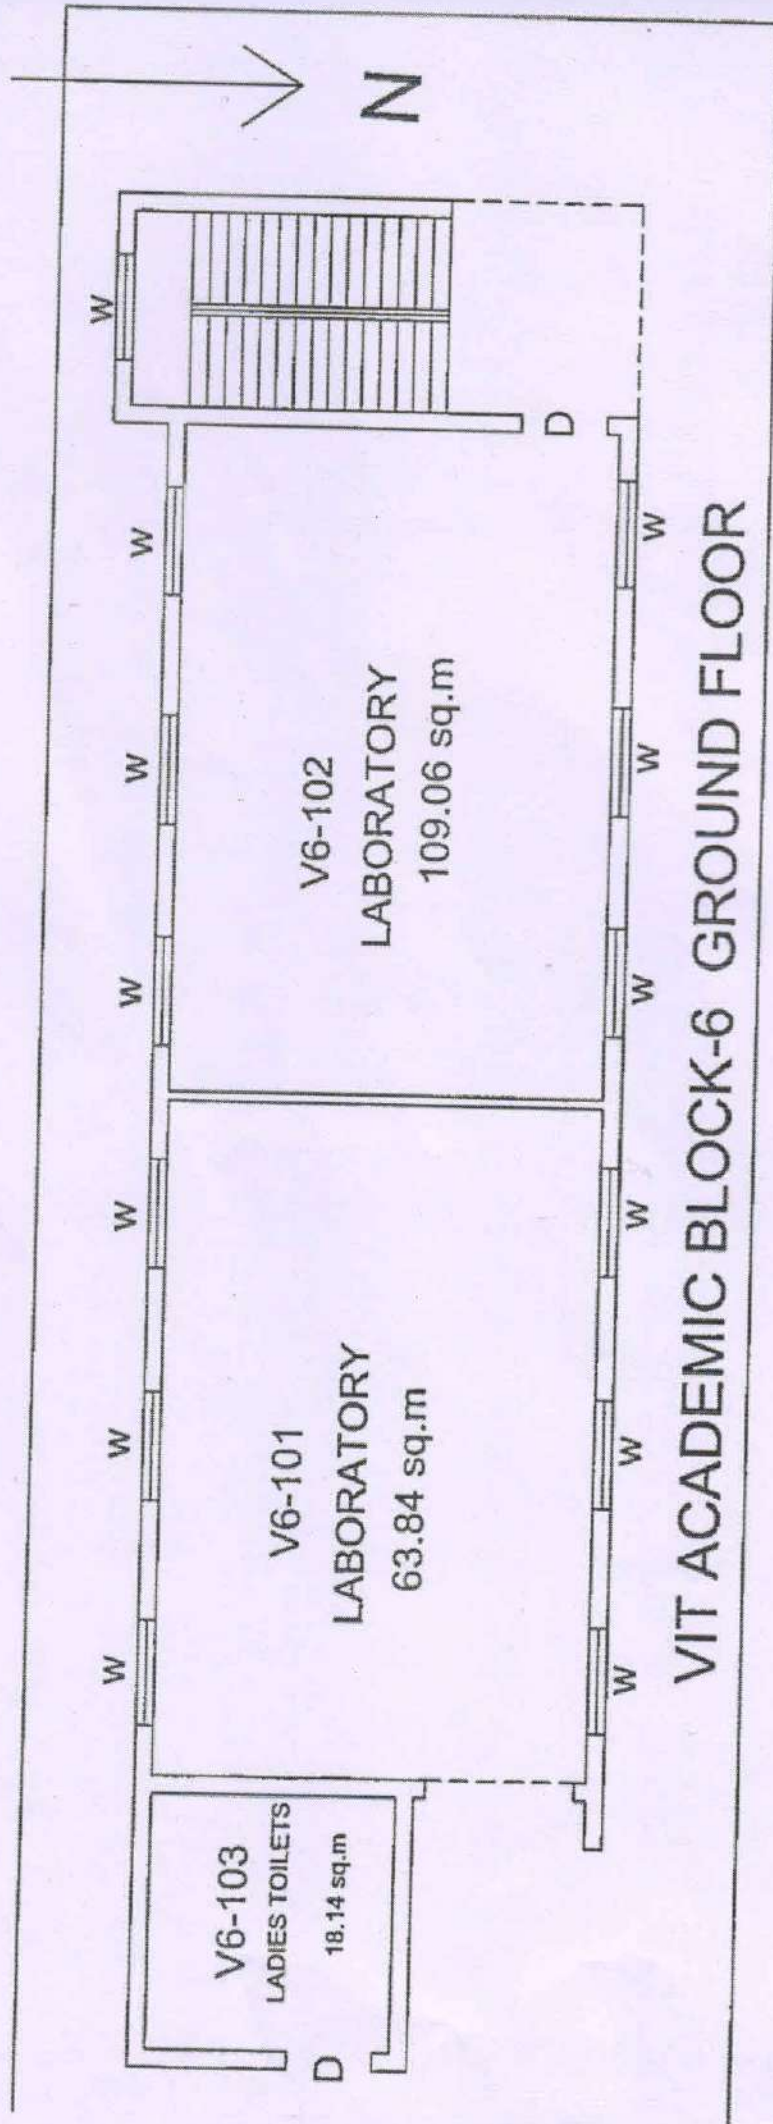 W W W W W W W
V6-103
LADIES TOILETS
18.14 sq.m
D
V6-101
LABORATORY
63.84 sq.m
V6-102
LABORATORY
109.06 sq.m
D
N
W W W W W W
VIT ACADEMIC BLOCK-6 GROUND FLOOR